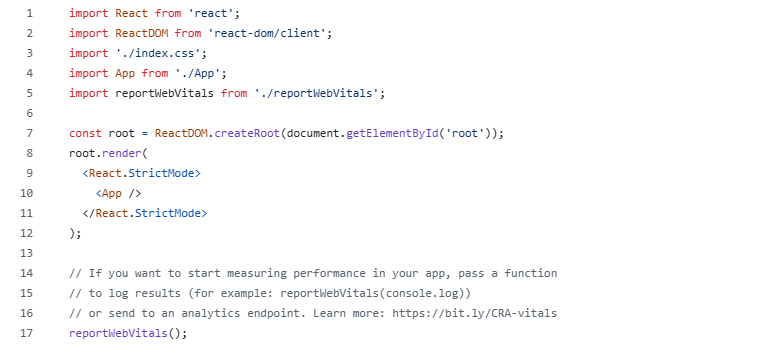 1 import React from 'react';
2 import ReactDOM from 'react-dom/client';
3 import './index.css';
4 import App from './App';
5 import reportWebVitals from './reportWebVitals';
6
7 const root = ReactDOM.createRoot(document.getElementById('root'));
8 root.render(
9   <React.StrictMode>
10     <App />
11   </React.StrictMode>
12 );
13
14 // If you want to start measuring performance in your app, pass a function
15 // to log results (for example: reportWebVitals(console.log))
16 // or send to an analytics endpoint. Learn more: https://bit.ly/CRA-vitals
17 reportWebVitals();